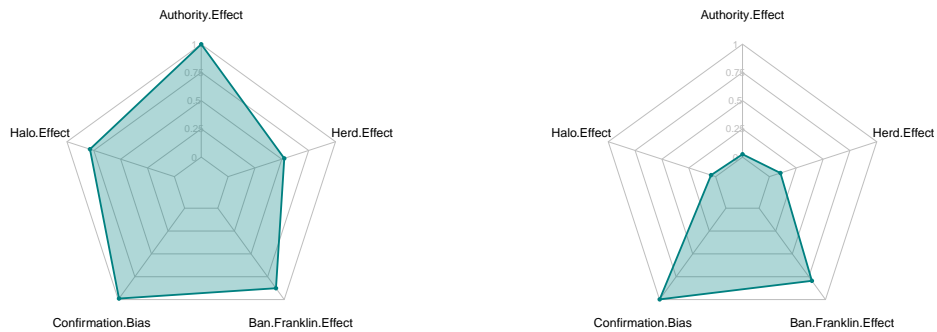 Authority.Effect
1
0.75
0.5
0.25
0
Halo.Effect
Herd.Effect
Confirmation.Bias
Ban.Franklin.Effect
Authority.Effect
1
0.75
0.5
0.25
0
Halo.Effect
Herd.Effect
Confirmation.Bias
Ban.Franklin.Effect